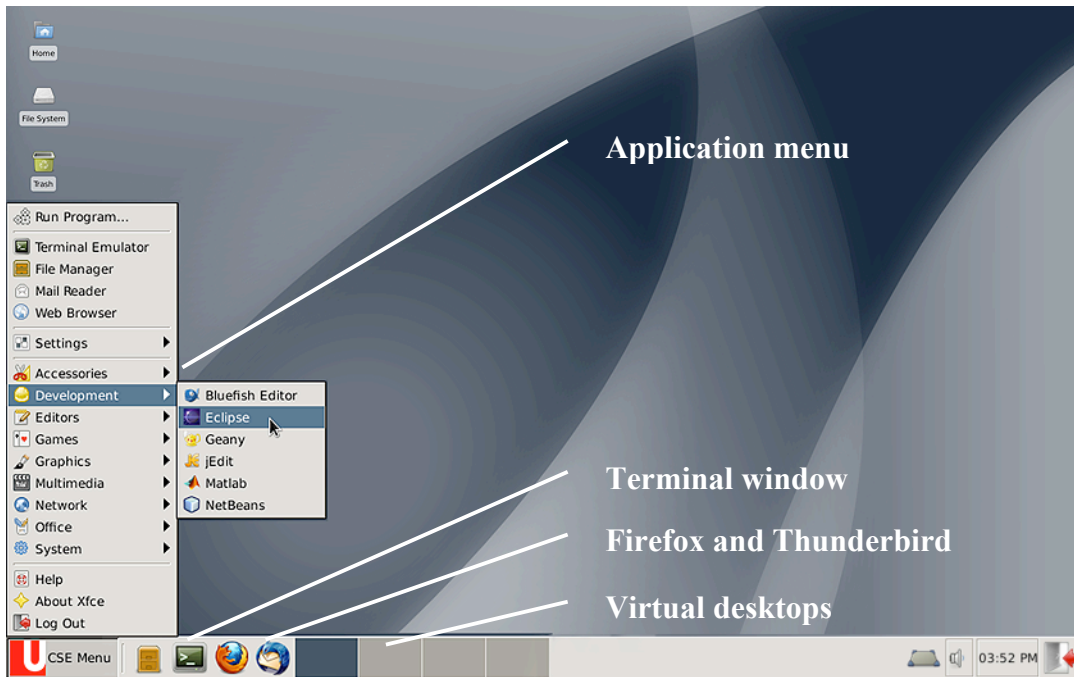 Home
File System
Trash
Application menu
Run Program...
Terminal Emulator
File Manager
Mail Reader
Web Browser
Settings
Accessories
Development
Editors
Games
Graphics
Multimedia
Network
Office
System
Help
About Xfce
Log Out
Bluefish Editor
Eclipse
Geany
jEdit
Matlab
NetBeans
Terminal window
Firefox and Thunderbird
Virtual desktops
U CSE Menu
03:52 PM